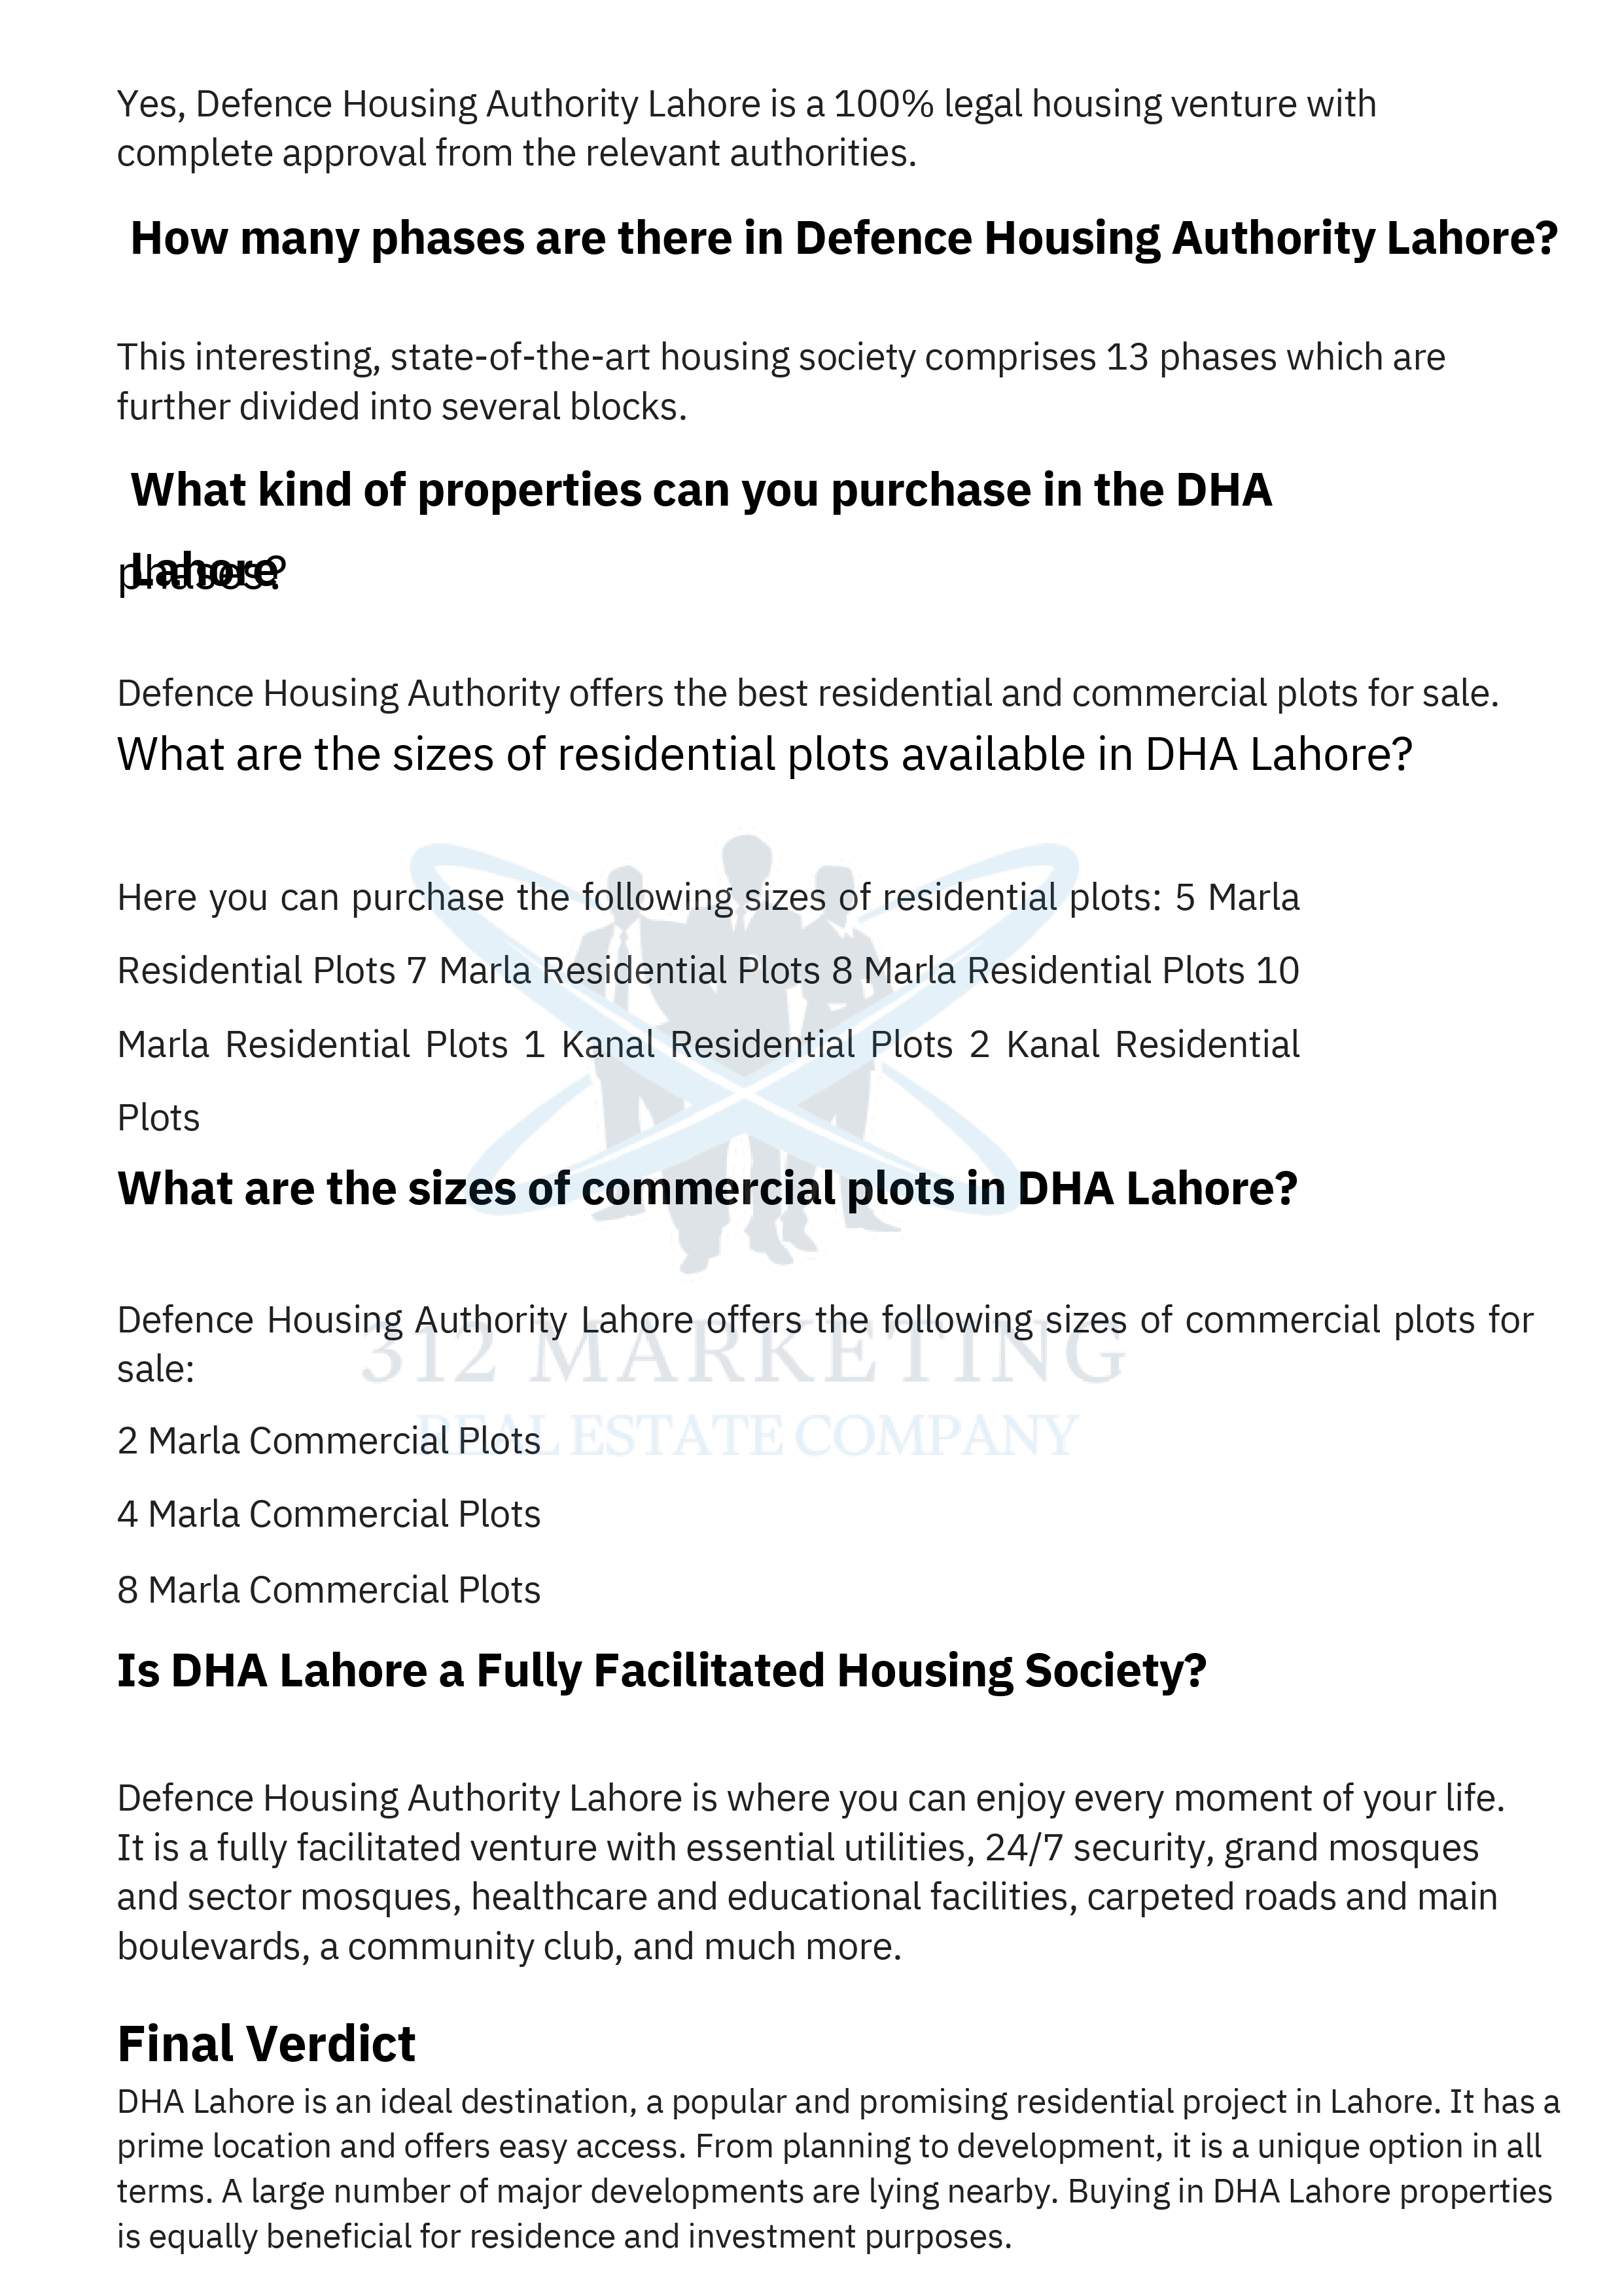 Yes, Defence Housing Authority Lahore is a 100% legal housing venture with
complete approval from the relevant authorities.
How many phases are there in Defence Housing Authority Lahore?
This interesting, state-of-the-art housing society comprises 13 phases which are
further divided into several blocks.
What kind of properties can you purchase in the DHA
Lahore
phases?
Defence Housing Authority offers the best residential and commercial plots for sale.
What are the sizes of residential plots available in DHA Lahore?
Here you can purchase the following sizes of residential plots: 5 Marla
Residential Plots 7 Marla Residential Plots 8 Marla Residential Plots 10
Marla Residential Plots 1 Kanal Residential Plots 2 Kanal Residential
Plots
What are the sizes of commercial plots in DHA Lahore?
Defence Housing Authority Lahore offers the following sizes of commercial plots for
sale:
312 MARKETING
REAL ESTATE COMPANY
2 Marla Commercial Plots
4 Marla Commercial Plots
8 Marla Commercial Plots
Is DHA Lahore a Fully Facilitated Housing Society?
Defence Housing Authority Lahore is where you can enjoy every moment of your life.
It is a fully facilitated venture with essential utilities, 24/7 security, grand mosques
and sector mosques, healthcare and educational facilities, carpeted roads and main
boulevards, a community club, and much more.
Final Verdict
DHA Lahore is an ideal destination, a popular and promising residential project in Lahore. It has a
prime location and offers easy access. From planning to development, it is a unique option in all
terms. A large number of major developments are lying nearby. Buying in DHA Lahore properties
is equally beneficial for residence and investment purposes.